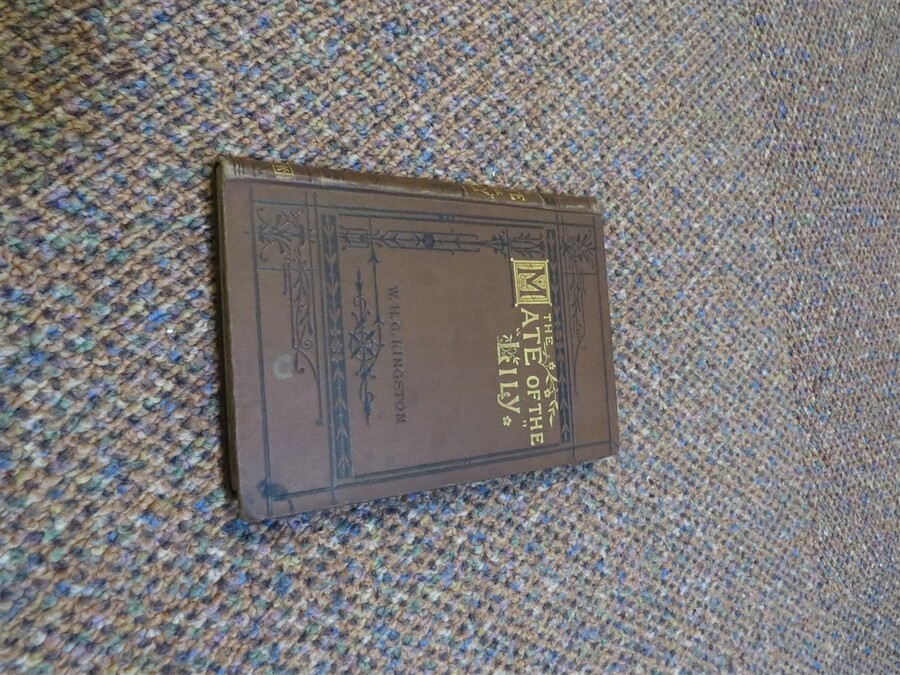 THE
MATE OF THE
"LILY"
W. H. G. KINGSTON